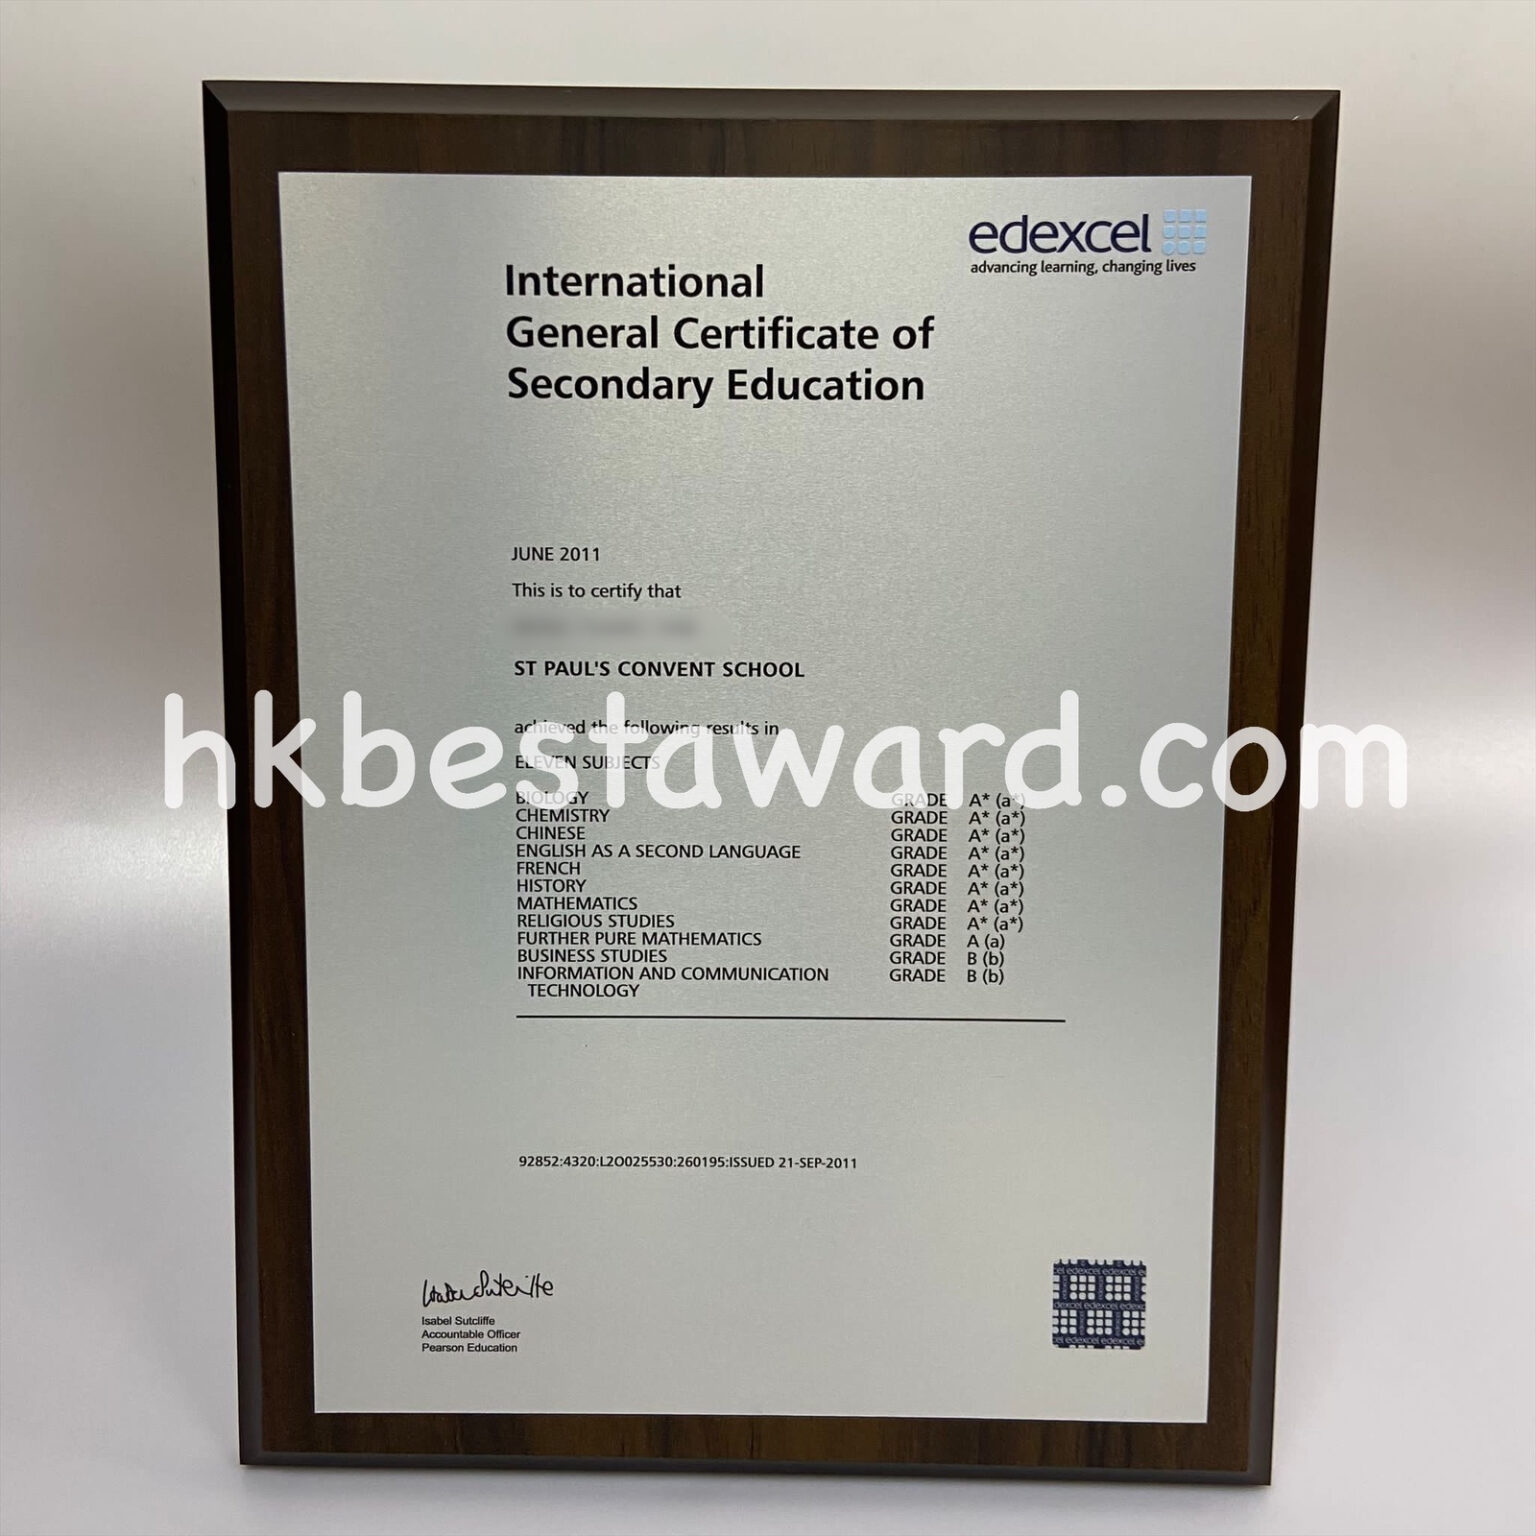 edexcel
advancing learning, changing lives
International
General Certificate of
Secondary Education
JUNE 2011
This is to certify that
ST PAUL'S CONVENT SCHOOL
achieved the following results in
hkbestaward.com
ELEVEN SUBJECTS
BIOLOGY GRADE A* (a*)
CHEMISTRY GRADE A* (a*)
CHINESE GRADE A* (a*)
ENGLISH AS A SECOND LANGUAGE GRADE A* (a*)
FRENCH GRADE A* (a*)
HISTORY GRADE A* (a*)
MATHEMATICS GRADE A* (a*)
RELIGIOUS STUDIES GRADE A* (a*)
FURTHER PURE MATHEMATICS GRADE A (a)
BUSINESS STUDIES GRADE B (b)
INFORMATION AND COMMUNICATION GRADE B (b)
TECHNOLOGY
92852:4320:L2O025530:260195:ISSUED 21-SEP-2011
Isabel Sutcliffe
Accountable Officer
Pearson Education